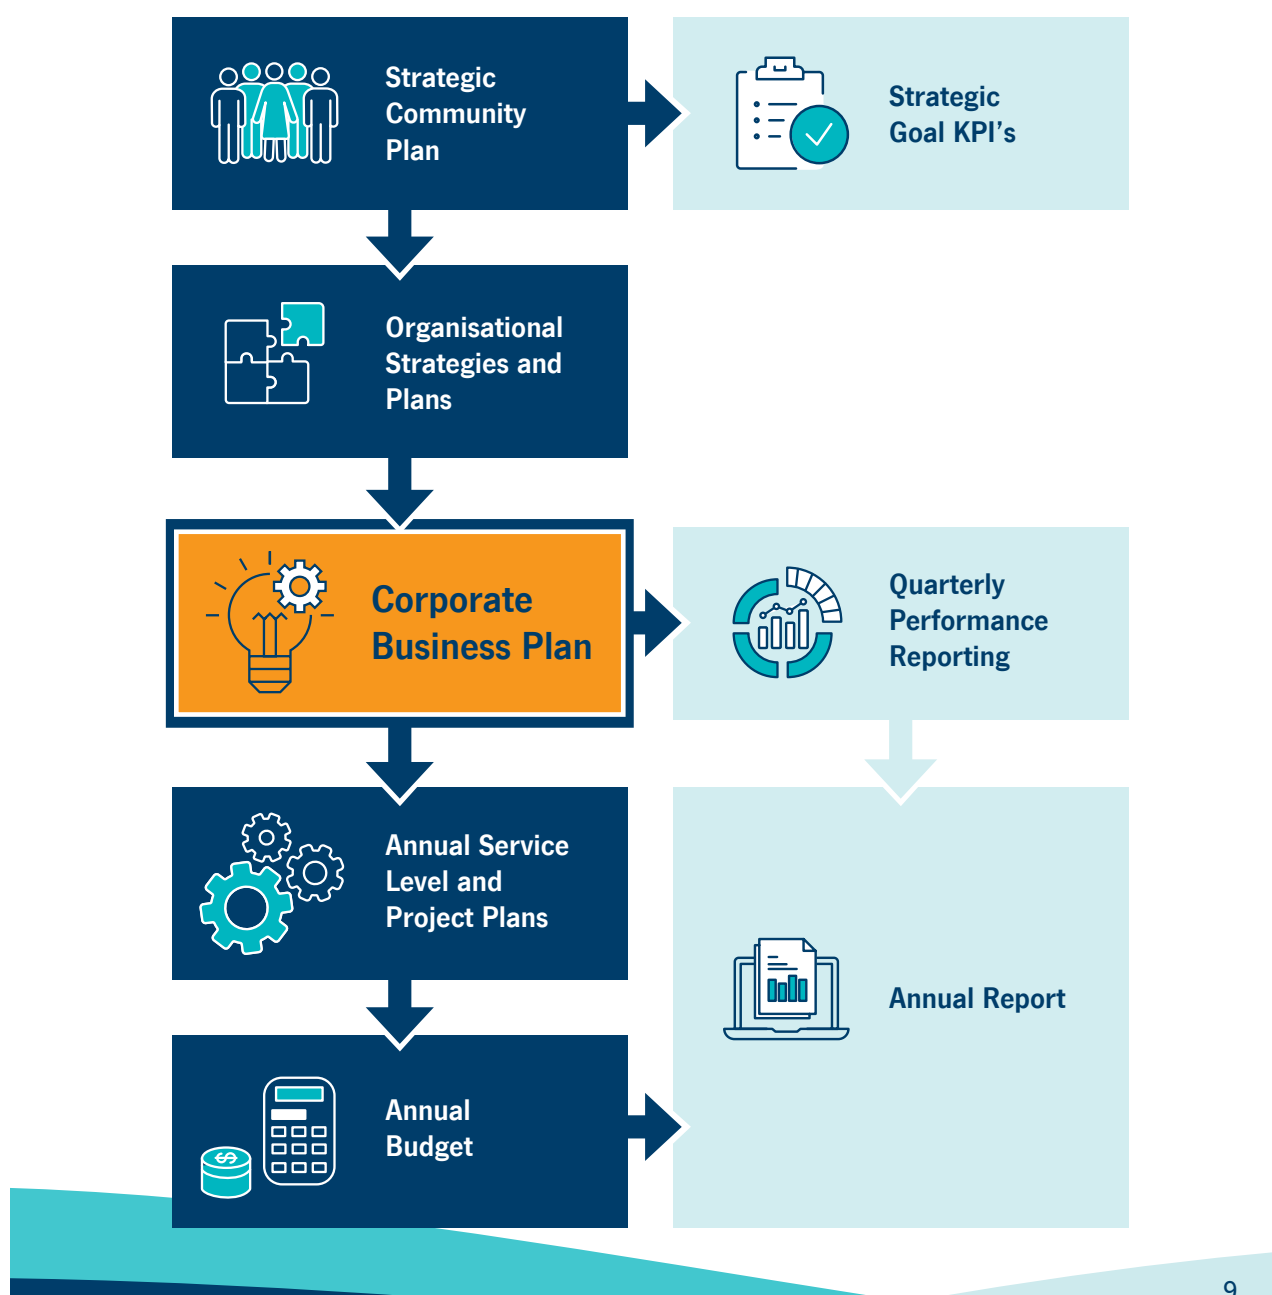 Strategic
Community
Plan
Strategic
Goal KPI's
Organisational
Strategies and
Plans
Corporate
Business Plan
Quarterly
Performance
Reporting
Annual Service
Level and
Project Plans
Annual Report
Annual
Budget
$
9